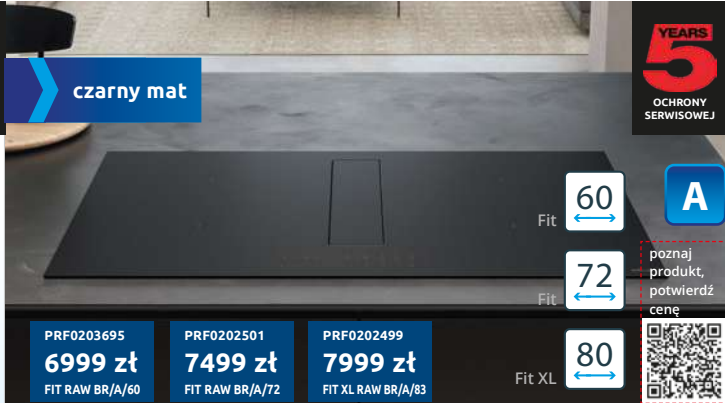 czarny mat
YEARS
5
OCHRONY
SERWISOWEJ
Fit 60
A
Fit 72
poznaj
produkt,
potwierdź
cenę
Fit XL 80
PRF0203695
6999 zł
FIT RAW BR/A/60
PRF0202501
7499 zł
FIT RAW BR/A/72
PRF0202499
7999 zł
FIT XL RAW BR/A/83